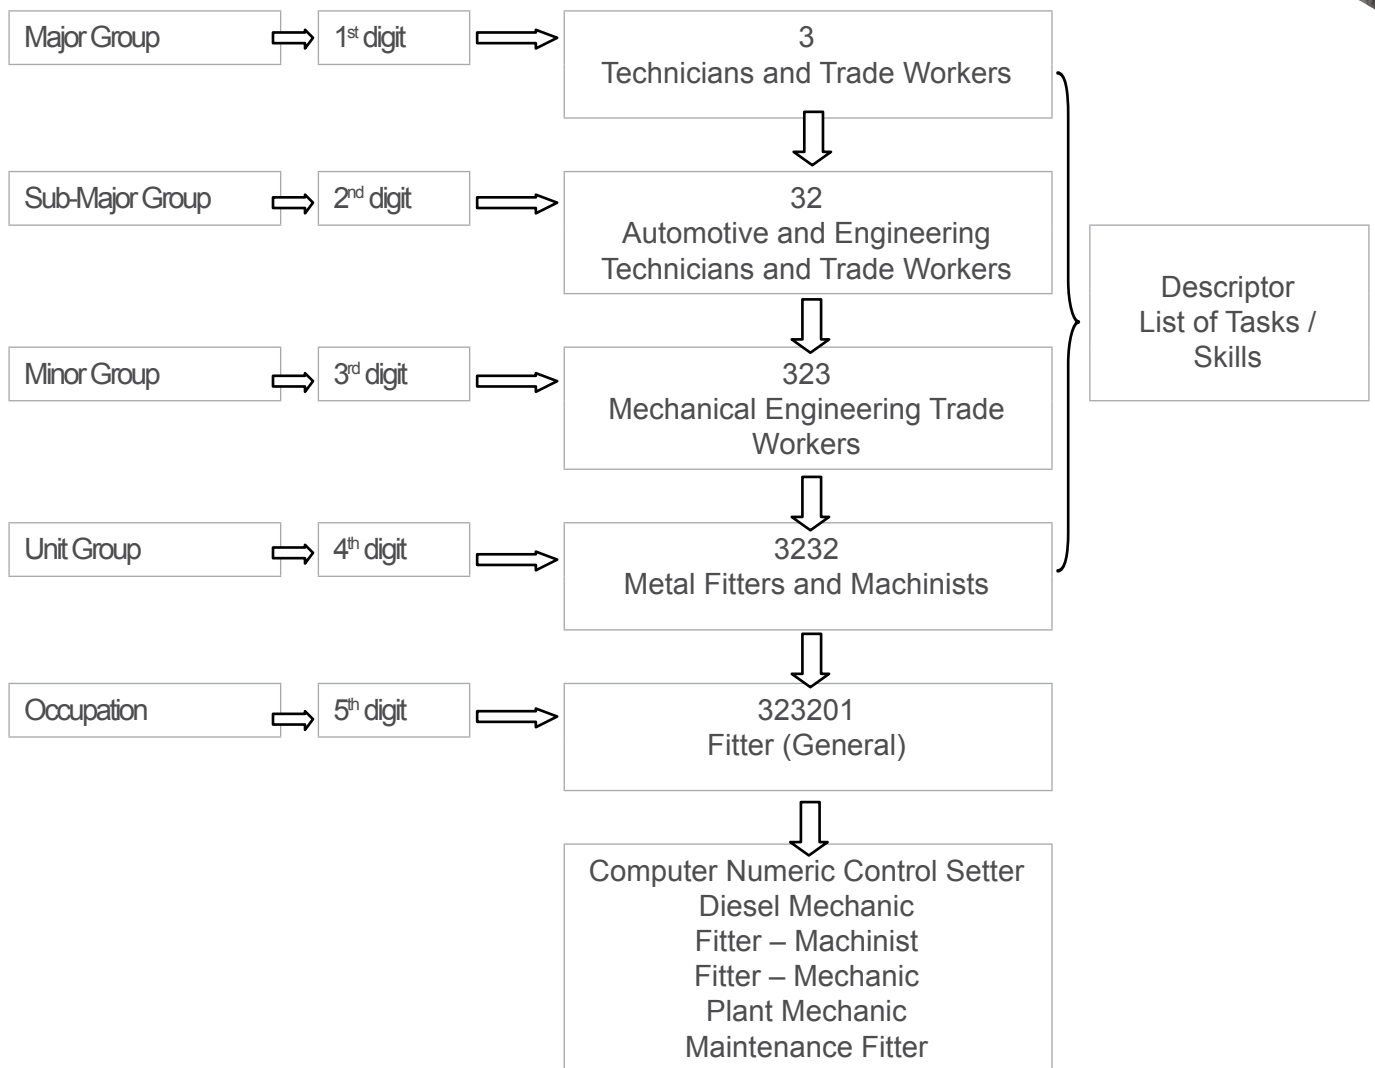 Major Group
1st digit
3
Technicians and Trade Workers
Sub-Major Group
2nd digit
32
Automotive and Engineering
Technicians and Trade Workers
Descriptor
List of Tasks /
Skills
Minor Group
3rd digit
323
Mechanical Engineering Trade
Workers
Unit Group
4th digit
3232
Metal Fitters and Machinists
Occupation
5th digit
323201
Fitter (General)
Computer Numeric Control Setter
Diesel Mechanic
Fitter – Machinist
Fitter – Mechanic
Plant Mechanic
Maintenance Fitter